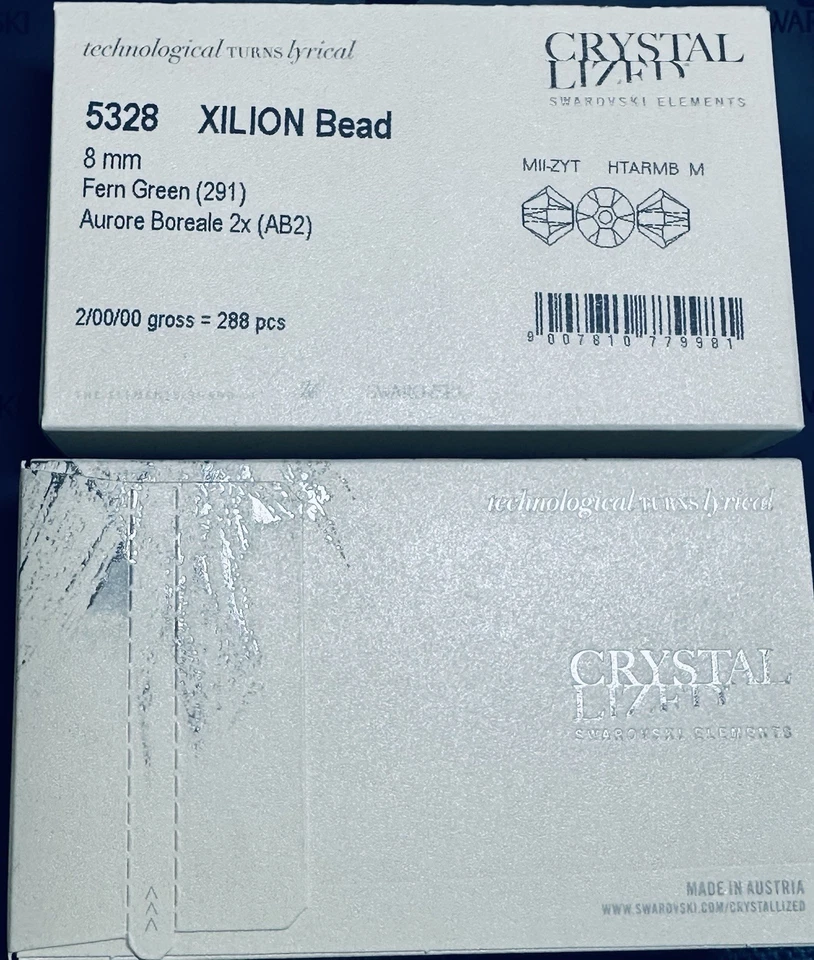 technological TURNS lyrical
CRYSTAL
LIZED
SWAROVSKI ELEMENTS
5328 XILION Bead
8 mm
Fern Green (291)
Aurore Boreale 2x (AB2)
MII-ZYT HTARMB M
2/00/00 gross = 288 pcs
9 007810 779981
SWAROVSKI
technological TURNS lyrical
CRYSTAL
LIZED
SWAROVSKI ELEMENTS
MADE IN AUSTRIA
WWW.SWAROVSKI.COM/CRYSTALLIZED